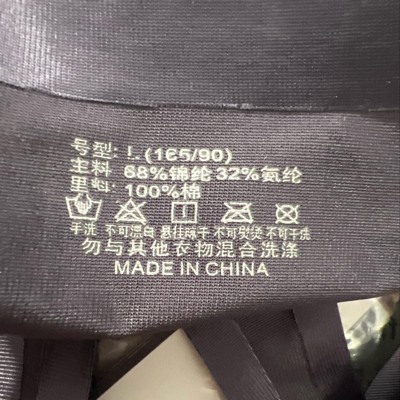 号型: L (165/90)
主料 68%锦纶 32%氨纶
里料: 100%棉
手洗 不可漂白 悬挂晾干 不可熨烫 不可干洗
勿与其他衣物混合洗涤
MADE IN CHINA